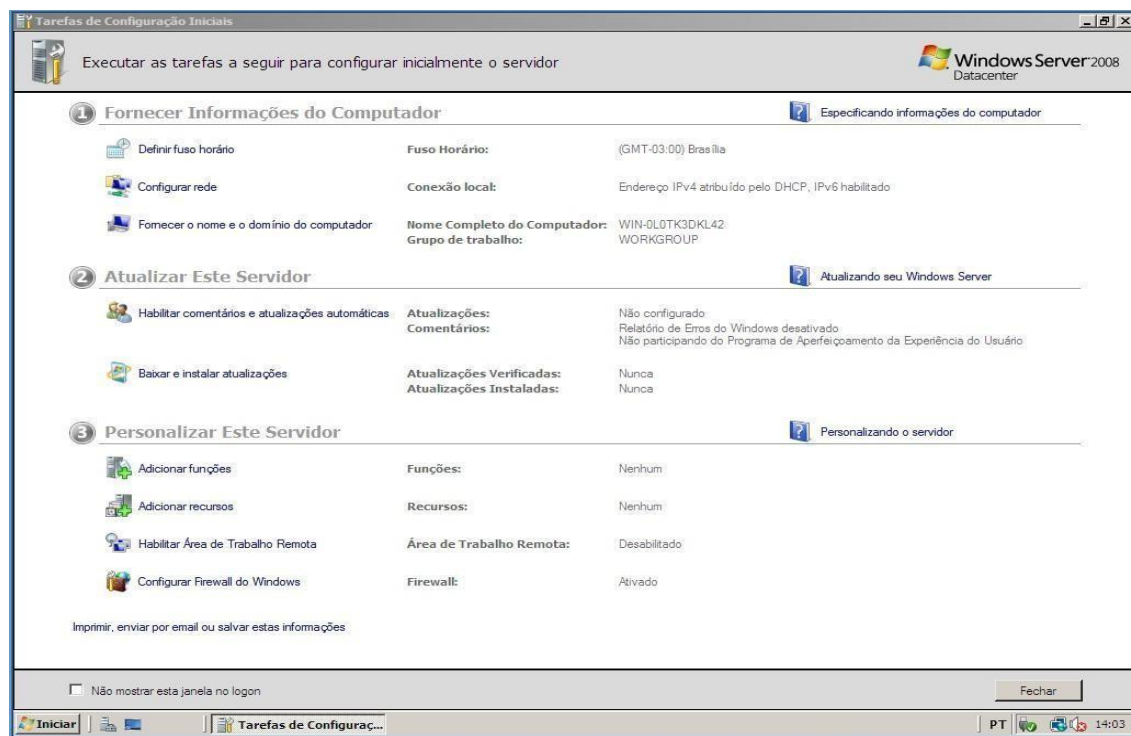 Tarefas de Configuração Iniciais
Executar as tarefas a seguir para configurar inicialmente o servidor
Windows Server 2008
Datacenter
1 Fornecer Informações do Computador
Especificando informações do computador
Definir fuso horário Fuso Horário: (GMT-03:00) Brasília
Configurar rede Conexão local: Endereço IPv4 atribuído pelo DHCP, IPv6 habilitado
Fornecer o nome e o domínio do computador Nome Completo do Computador: WIN-0L0TK3DKL42
Grupo de trabalho: WORKGROUP
2 Atualizar Este Servidor
Atualizando seu Windows Server
Habilitar comentários e atualizações automáticas Atualizações: Não configurado
Comentários: Relatório de Erros do Windows desativado
Não participando do Programa de Aperfeiçoamento da Experiência do Usuário
Baixar e instalar atualizações Atualizações Verificadas: Nunca
Atualizações Instaladas: Nunca
3 Personalizar Este Servidor
Personalizando o servidor
Adicionar funções Funções: Nenhum
Adicionar recursos Recursos: Nenhum
Habilitar Área de Trabalho Remota Área de Trabalho Remota: Desabilitado
Configurar Firewall do Windows Firewall: Ativado
Imprimir, enviar por email ou salvar estas informações
Não mostrar esta janela no logon
Fechar
Iniciar Tarefas de Configuraç... PT 14:03